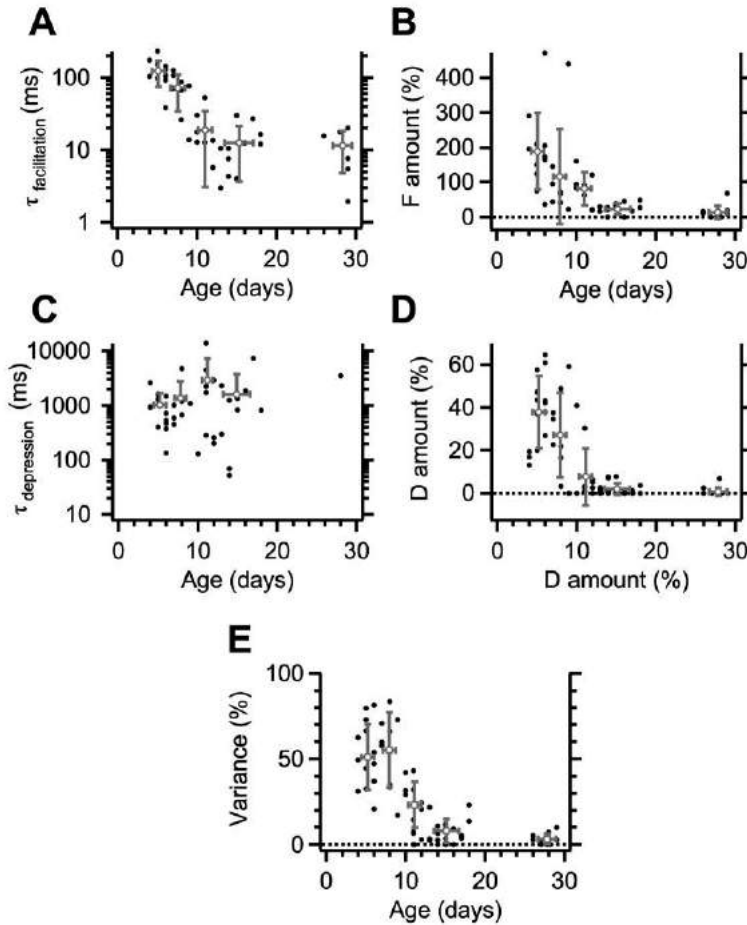 A
τ facilitation (ms)
100
10
1
0 10 20 30
Age (days)
B
F amount (%)
400
300
200
100
0
0 10 20 30
Age (days)
C
τ depression (ms)
10000
1000
100
10
0 10 20 30
Age (days)
D
D amount (%)
60
40
20
0
0 10 20 30
D amount (%)
E
Variance (%)
100
50
0
0 10 20 30
Age (days)